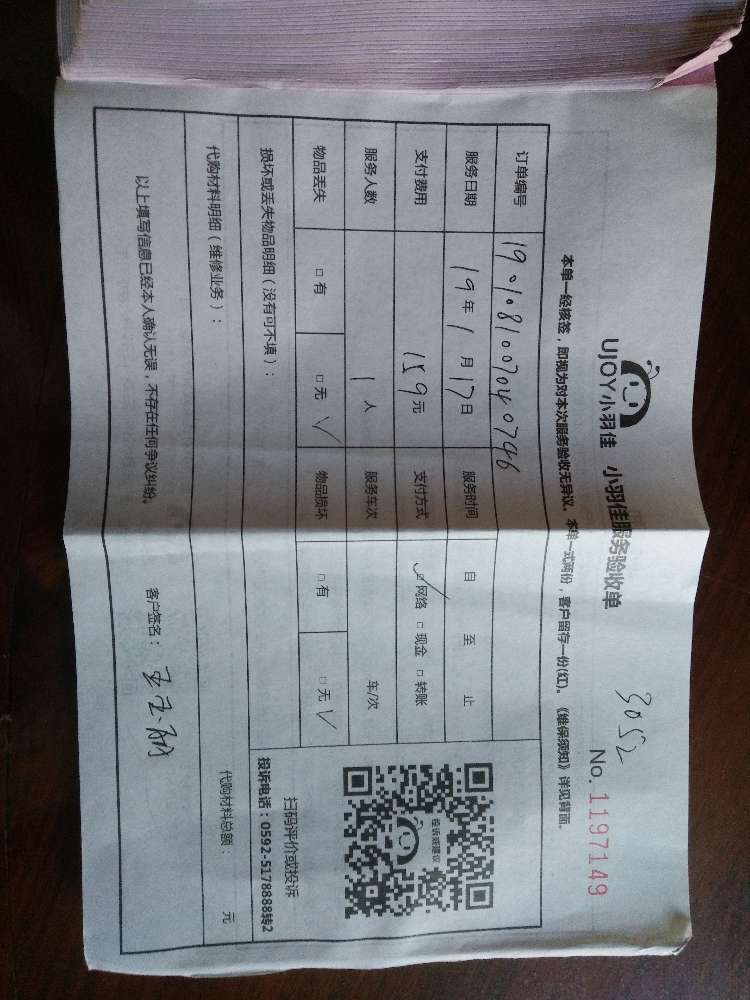 3052
UJOY小羽佳 小羽佳服务验收单
No. 1197149
本单一经核签，即视为对本次服务验收无异议。本单一式两份，客户留存一份(红)。《维保须知》详见背面。
订单编号 1901081007040746
服务日期 19年1月17日 服务时间 自 至 止
支付费用 159元 支付方式 ☑网络 □现金 □转账
服务人数 1人 服务车次 车/次
物品丢失 □有 □无√ 物品损坏 □有 □无√
投诉或建议
扫码评价或投诉
投诉电话：0592-5178888转2
损坏或丢失物品明细（没有可不填）：
代购材料明细（维修业务）： 代购材料总额： 元
以上填写信息已经本人确认无误，不存在任何争议纠纷。 客户签名：